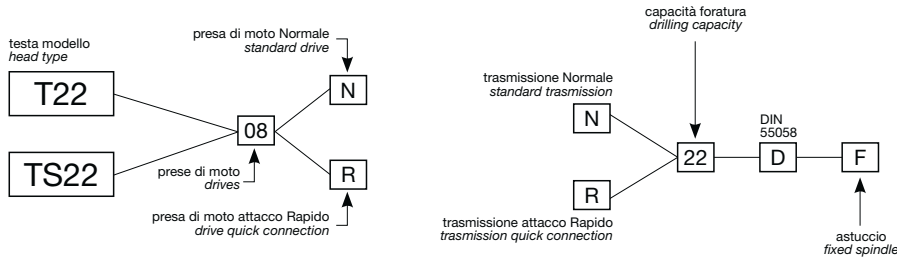 testa modello
head type
T22
TS22
presa di moto Normale
standard drive
N
08
prese di moto
drives
R
presa di moto attacco Rapido
drive quick connection
capacità foratura
drilling capacity
trasmissione Normale
standard trasmission
N
22
DIN
55058
D
F
R
trasmissione attacco Rapido
trasmission quick connection
astuccio
fixed spindle